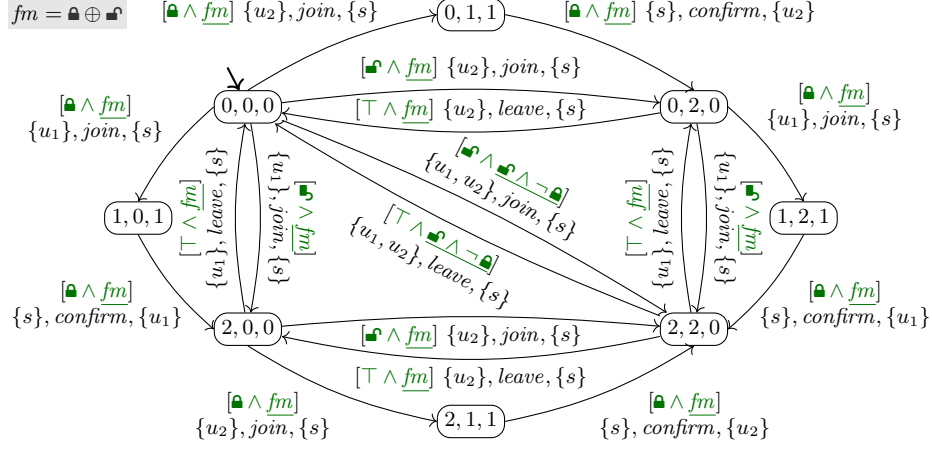 fm = 🔒 ⊕ 🔓
[🔒 ∧ fm] {u₂}, join, {s}
0, 1, 1
[🔒 ∧ fm] {s}, confirm, {u₂}
[🔓 ∧ fm] {u₂}, join, {s}
0, 0, 0
[⊤ ∧ fm] {u₂}, leave, {s}
0, 2, 0
[🔒 ∧ fm]
{u₁}, join, {s}
[🔒 ∧ fm]
{u₁}, join, {s}
[⊤ ∧ fm]
{u₁}, leave, {s}
{u₁}, join, {s}
[🔓 ∧ fm]
[🔓 ∧ 🔓 ∧ ¬🔒]
{u₁, u₂}, join, {s}
[⊤ ∧ 🔓 ∧ ¬🔒]
{u₁, u₂}, leave, {s}
[⊤ ∧ fm]
{u₁}, leave, {s}
{u₁}, join, {s}
[🔓 ∧ fm]
1, 0, 1
1, 2, 1
[🔒 ∧ fm]
{s}, confirm, {u₁}
[🔒 ∧ fm]
{s}, confirm, {u₁}
2, 0, 0
[🔓 ∧ fm] {u₂}, join, {s}
2, 2, 0
[⊤ ∧ fm] {u₂}, leave, {s}
[🔒 ∧ fm]
{u₂}, join, {s}
2, 1, 1
[🔒 ∧ fm]
{s}, confirm, {u₂}